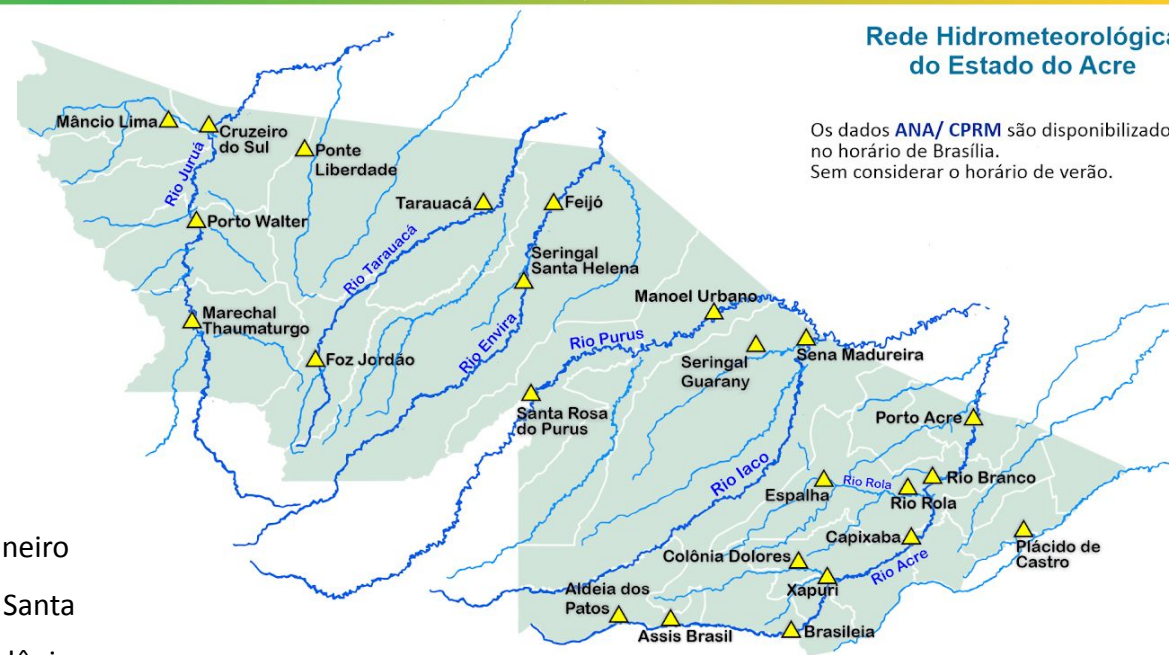 Rede Hidrometeorológica
do Estado do Acre
Os dados ANA/ CPRM são disponibilizado
no horário de Brasília.
Sem considerar o horário de verão.
Mâncio Lima
Cruzeiro
do Sul
Ponte
Liberdade
Rio Juruá
Porto Walter
Tarauacá
Feijó
Rio Tarauacá
Seringal
Santa Helena
Marechal
Thaumaturgo
Foz Jordão
Rio Envira
Manoel Urbano
Rio Purus
Seringal
Guarany
Sena Madureira
Santa Rosa
do Purus
Porto Acre
Rio Iaco
Espalha
Rio Rola
Rio Rola
Rio Branco
Capixaba
Plácido de
Castro
Colônia Dolores
Rio Acre
Xapuri
Aldeia dos
Patos
Assis Brasil
Brasileia
neiro
Santa